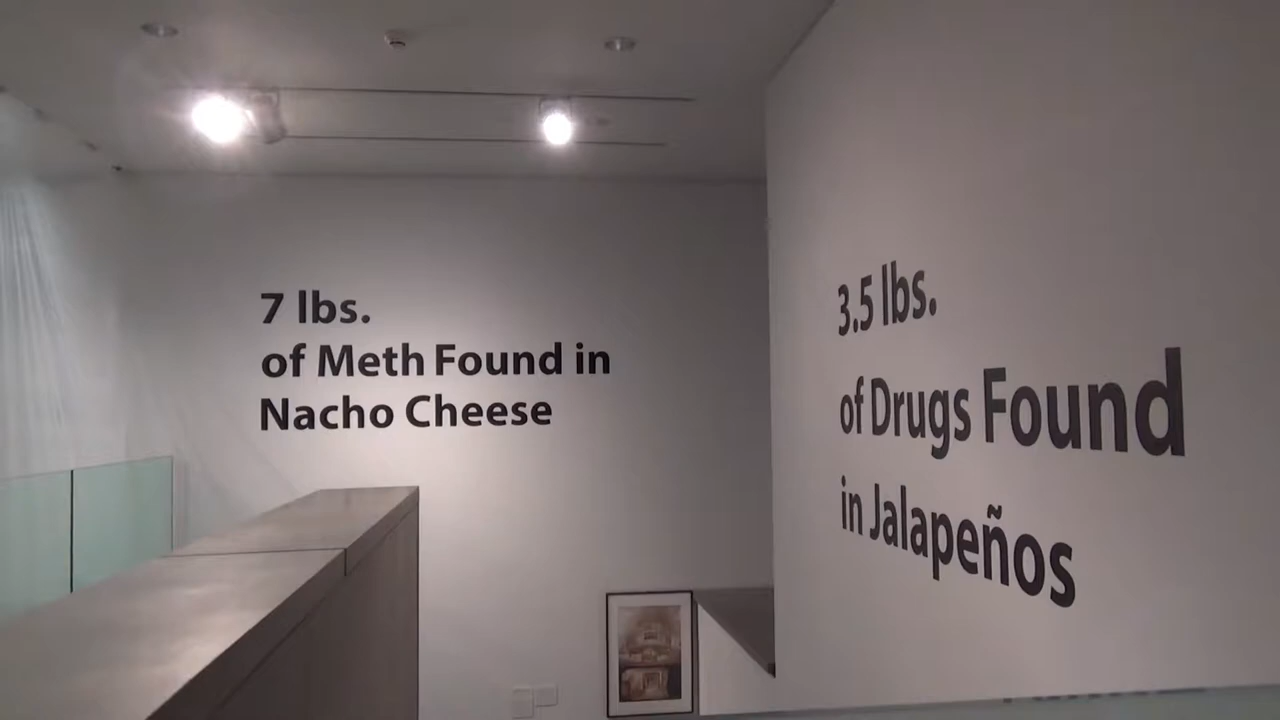 7 lbs.
of Meth Found in
Nacho Cheese
3.5 lbs.
of Drugs Found
in Jalapeños